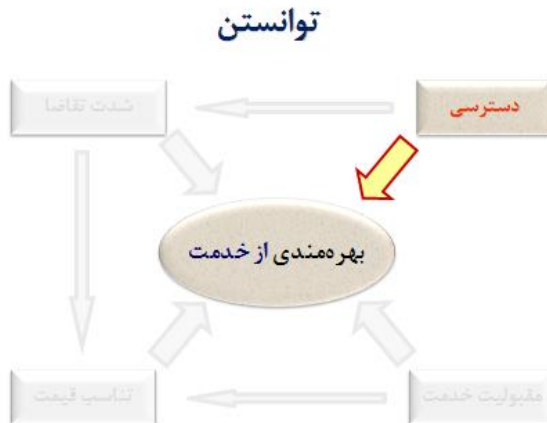 توانستن
دسترسی
شدت تقاضا
بهره‌مندی از خدمت
مقبولیت خدمت
تناسب قیمت